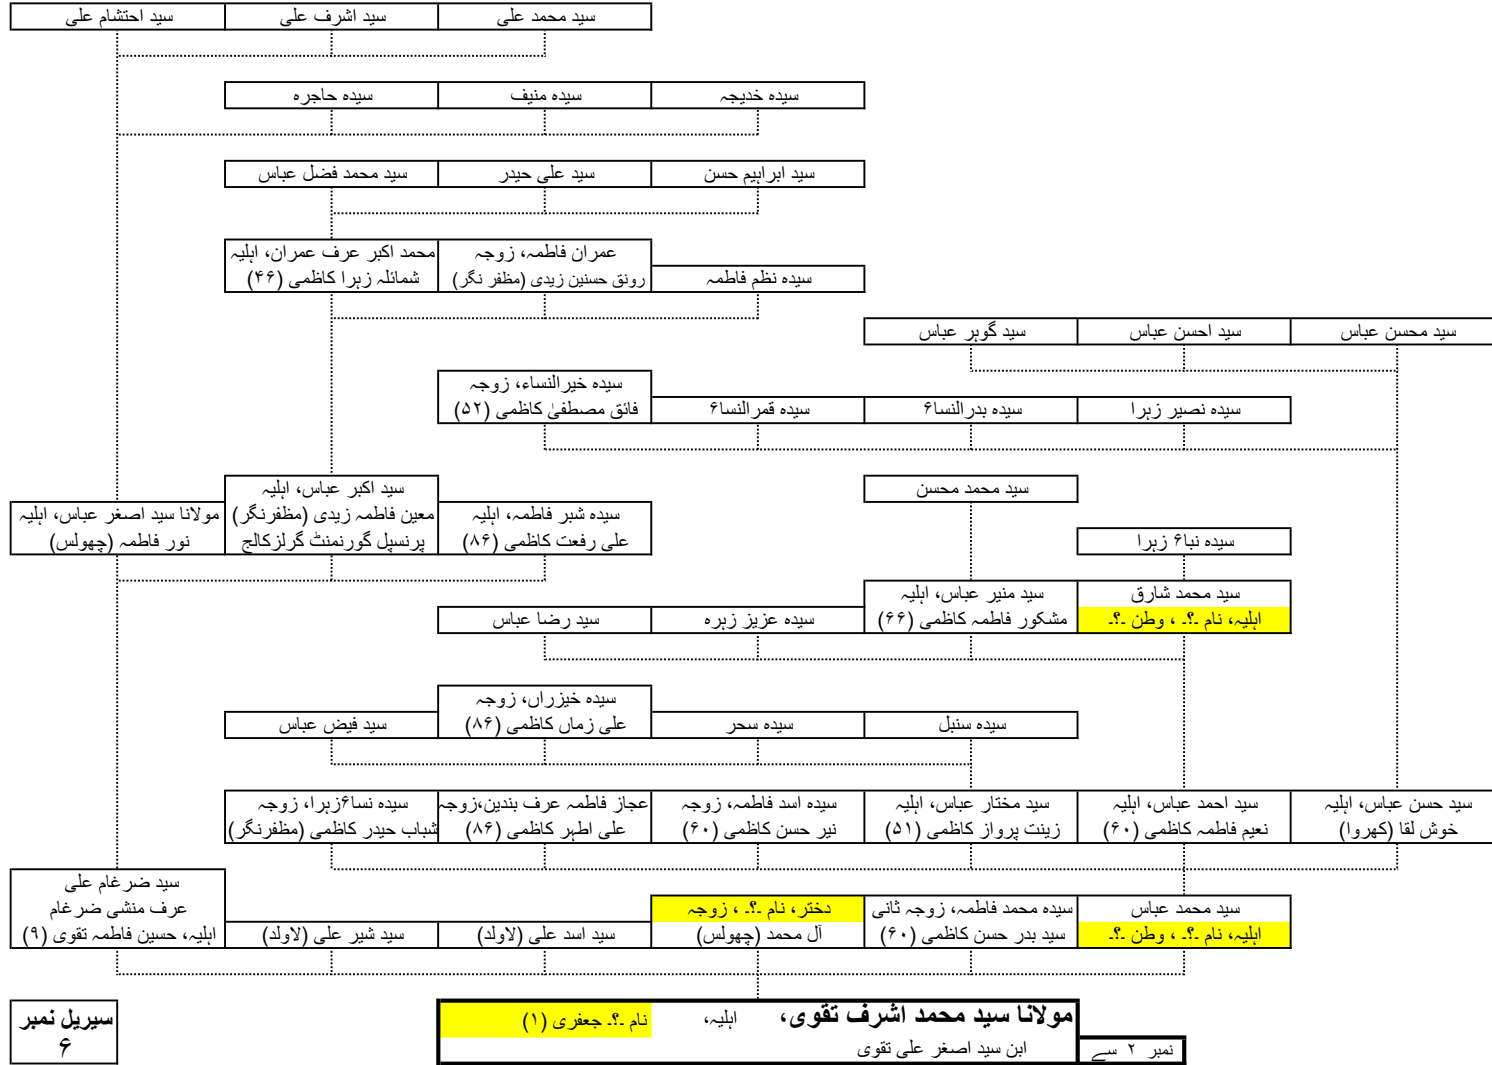 سید محمد علی
سید اشرف علی
سید احتشام علی
سیدہ خدیجہ
سیدہ منیف
سیدہ حاجرہ
سید ابراہیم حسن
سید علی حیدر
سید محمد فضل عباس
عمران فاطمہ، زوجہ
رونق حسنین زیدی (مظفر نگر)
محمد اکبر عرف عمران، اہلیہ
شمائلہ زہرا کاظمی (۴۶)
سیدہ نظم فاطمہ
سید محسن عباس
سید احسن عباس
سید گوہر عباس
سیدہ خیرالنساء، زوجہ
فائق مصطفیٰ کاظمی (۵۲)
سیدہ نصیر زہرا
سیدہ بدرالنسا۶
سیدہ قمرالنسا۶
سید محمد محسن
سیدہ شبر فاطمہ، اہلیہ
علی رفعت کاظمی (۸۶)
سید اکبر عباس، اہلیہ
معین فاطمہ زیدی (مظفرنگر)
پرنسپل گورنمنٹ گرلزکالج
مولانا سید اصغر عباس، اہلیہ
نور فاطمہ (چھولس)
سیدہ نبا۶ زہرا
سید محمد شارق
اہلیہ، نام ـ؟ـ ، وطن ـ؟ـ
سید منیر عباس، اہلیہ
مشکور فاطمہ کاظمی (۶۶)
سیدہ عزیز زہرہ
سید رضا عباس
سیدہ خیزراں، زوجہ
علی زماں کاظمی (۸۶)
سیدہ سنبل
سیدہ سحر
سید فیض عباس
سید حسن عباس، اہلیہ
خوش لقا (کھروا)
سید احمد عباس، اہلیہ
نعیم فاطمہ کاظمی (۶۰)
سید مختار عباس، اہلیہ
زینت پرواز کاظمی (۵۱)
سیدہ اسد فاطمہ، زوجہ
نیر حسن کاظمی (۶۰)
عجاز فاطمہ عرف بندین،زوجہ
علی اطہر کاظمی (۸۶)
سیدہ نسا۶زہرا، زوجہ
شباب حیدر کاظمی (مظفرنگر)
سید محمد عباس
اہلیہ، نام ـ؟ـ ، وطن ـ؟ـ
سیدہ محمد فاطمہ، زوجہ ثانی
سید بدر حسن کاظمی (۶۰)
دختر، نام ـ؟ـ ، زوجہ
آل محمد (چھولس)
سید اسد علی (لاولد)
سید شیر علی (لاولد)
سید ضرغام علی
عرف منشی ضرغام
اہلیہ، حسین فاطمہ تقوی (۹)
مولانا سید محمد اشرف تقوی، اہلیہ، نام ـ؟ـ جعفری (۱)
ابن سید اصغر علی تقوی
نمبر ۲ سے
سیریل نمبر
۶